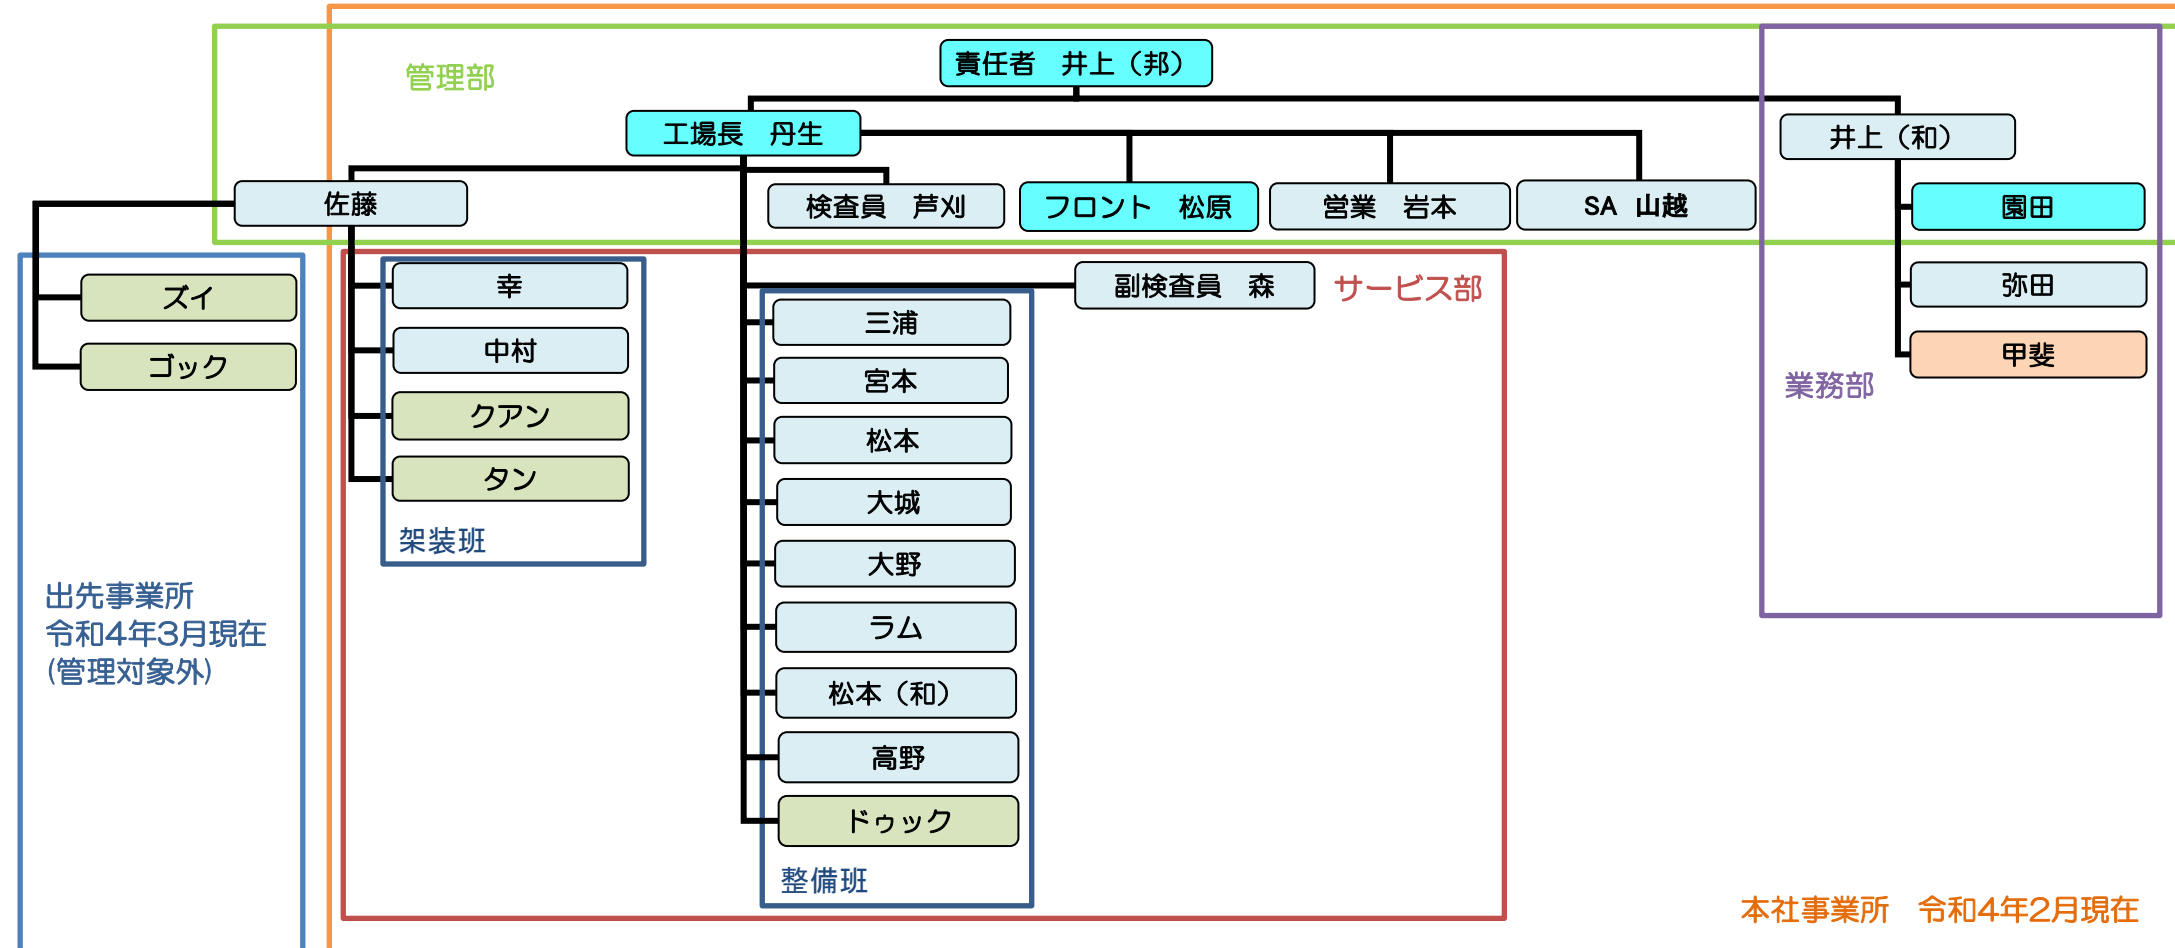 管理部
責任者　井上（邦）
工場長　丹生
井上（和）
佐藤
検査員　芦刈
フロント　松原
営業　岩本
SA　山越
園田
ズイ
ゴック
幸
中村
クアン
タン
架装班
副検査員　森
サービス部
三浦
宮本
松本
大城
大野
ラム
松本（和）
高野
ドゥック
整備班
弥田
甲斐
業務部
出先事業所
令和4年3月現在
(管理対象外)
本社事業所　令和4年2月現在